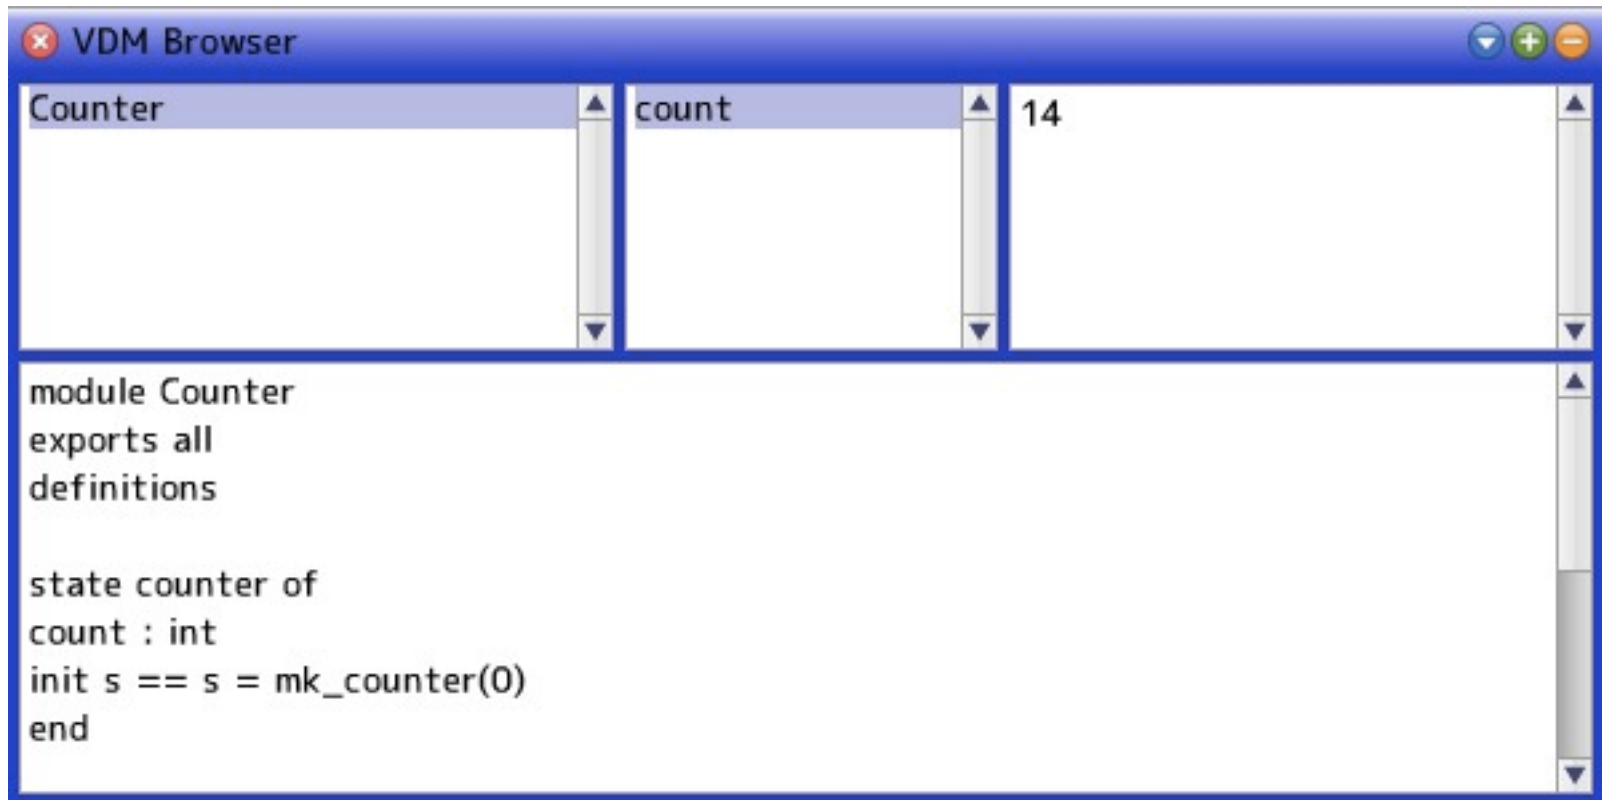 VDM Browser
Counter
count
14
module Counter
exports all
definitions
state counter of
count : int
init s == s = mk_counter(0)
end